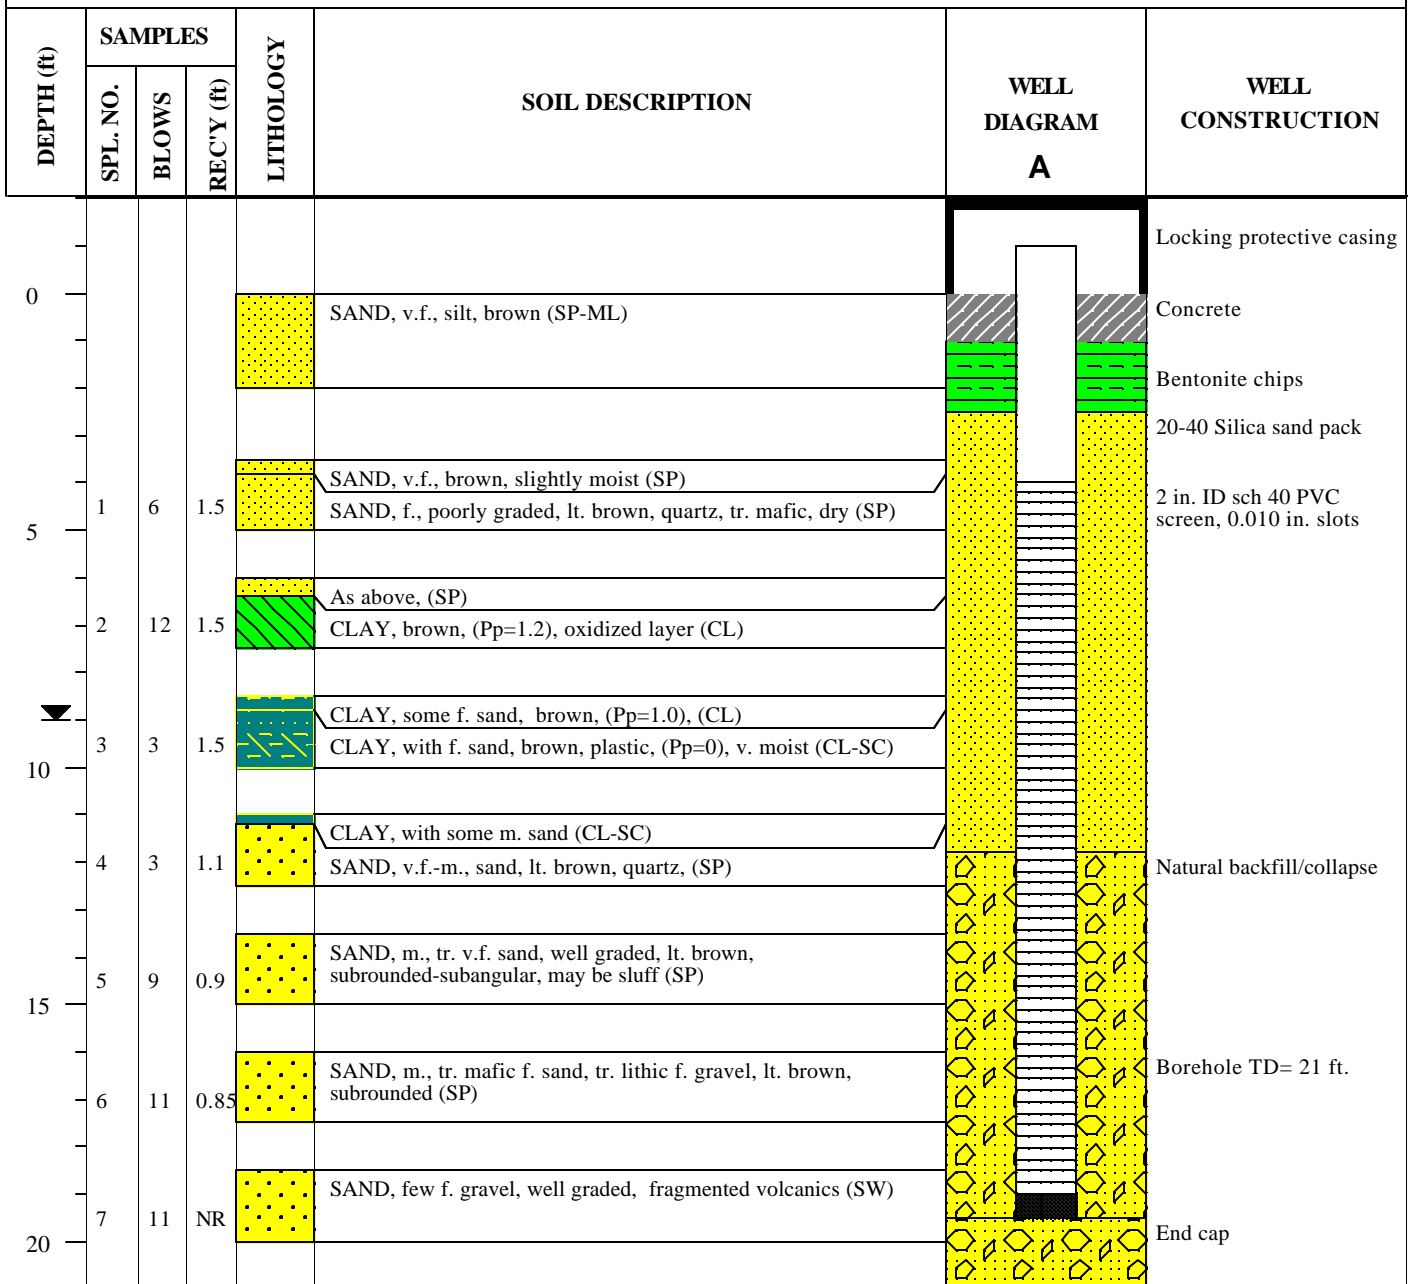 DEPTH (ft)
SAMPLES
SPL. NO.
BLOWS
REC'Y (ft)
LITHOLOGY
SOIL DESCRIPTION
WELL
DIAGRAM
A
WELL
CONSTRUCTION
Locking protective casing
0
SAND, v.f., silt, brown (SP-ML)
Concrete
Bentonite chips
20-40 Silica sand pack
SAND, v.f., brown, slightly moist (SP)
1 6 1.5
SAND, f., poorly graded, lt. brown, quartz, tr. mafic, dry (SP)
2 in. ID sch 40 PVC
screen, 0.010 in. slots
5
As above, (SP)
2 12 1.5
CLAY, brown, (Pp=1.2), oxidized layer (CL)
CLAY, some f. sand, brown, (Pp=1.0), (CL)
3 3 1.5
CLAY, with f. sand, brown, plastic, (Pp=0), v. moist (CL-SC)
10
CLAY, with some m. sand (CL-SC)
4 3 1.1
SAND, v.f.-m., sand, lt. brown, quartz, (SP)
Natural backfill/collapse
SAND, m., tr. v.f. sand, well graded, lt. brown,
subrounded-subangular, may be sluff (SP)
5 9 0.9
15
SAND, m., tr. mafic f. sand, tr. lithic f. gravel, lt. brown,
subrounded (SP)
Borehole TD= 21 ft.
6 11 0.85
SAND, few f. gravel, well graded, fragmented volcanics (SW)
7 11 NR
End cap
20